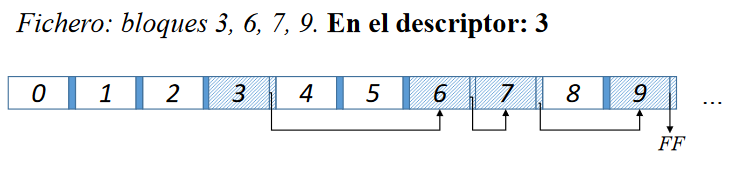 Fichero: bloques 3, 6, 7, 9. En el descriptor: 3
0 1 2 3 4 5 6 7 8 9 ...
FF